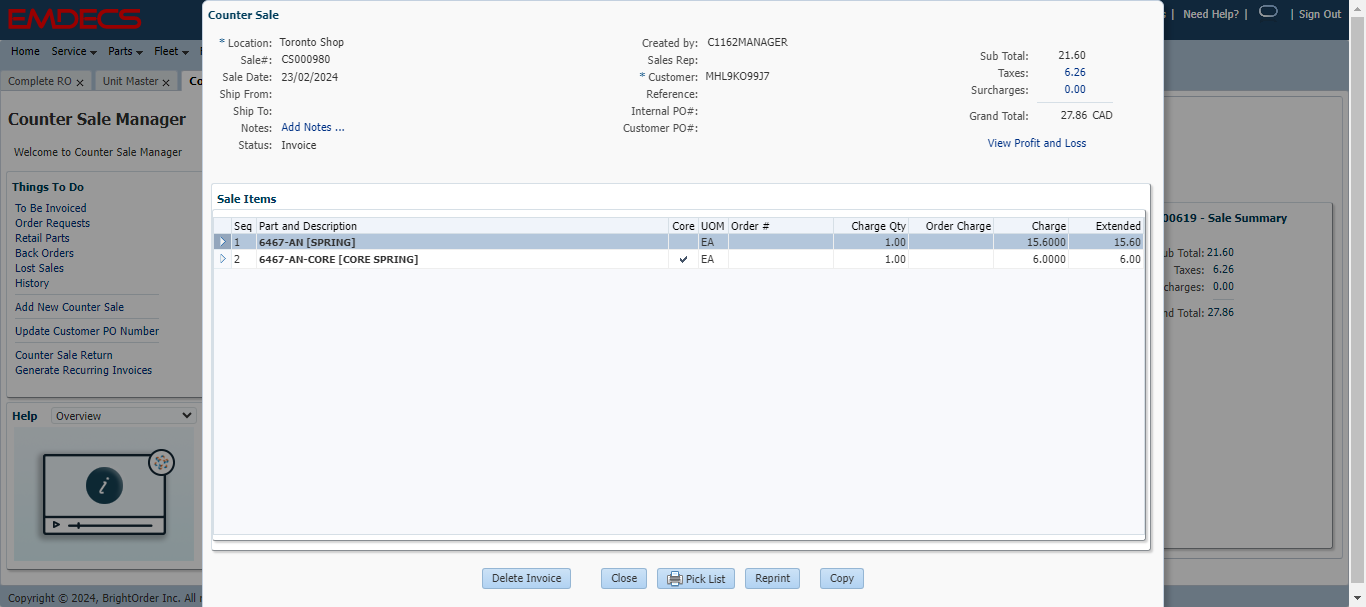 EMDECS
Need Help? |
| Sign Out
Home Service Parts Fleet
Complete RO x Unit Master x Co
Counter Sale Manager
Welcome to Counter Sale Manager
Things To Do
To Be Invoiced
Order Requests
Retail Parts
Back Orders
Lost Sales
History
Add New Counter Sale
Update Customer PO Number
Counter Sale Return
Generate Recurring Invoices
Help Overview
Copyright © 2024, BrightOrder Inc. All
Counter Sale
* Location: Toronto Shop
Sale#: CS000980
Sale Date: 23/02/2024
Ship From:
Ship To:
Notes: Add Notes ...
Status: Invoice
Created by: C1162MANAGER
Sales Rep:
* Customer: MHL9KO99J7
Reference:
Internal PO#:
Customer PO#:
Sub Total: 21.60
Taxes: 6.26
Surcharges: 0.00
Grand Total: 27.86 CAD
View Profit and Loss
Sale Items
Seq Part and Description Core UOM Order # Charge Qty Order Charge Charge Extended
1 6467-AN [SPRING] EA 1.00 15.6000 15.60
2 6467-AN-CORE [CORE SPRING] ✔ EA 1.00 6.0000 6.00
Delete Invoice Close Pick List Reprint Copy
00619 - Sale Summary
ub Total: 21.60
Taxes: 6.26
charges: 0.00
nd Total: 27.86